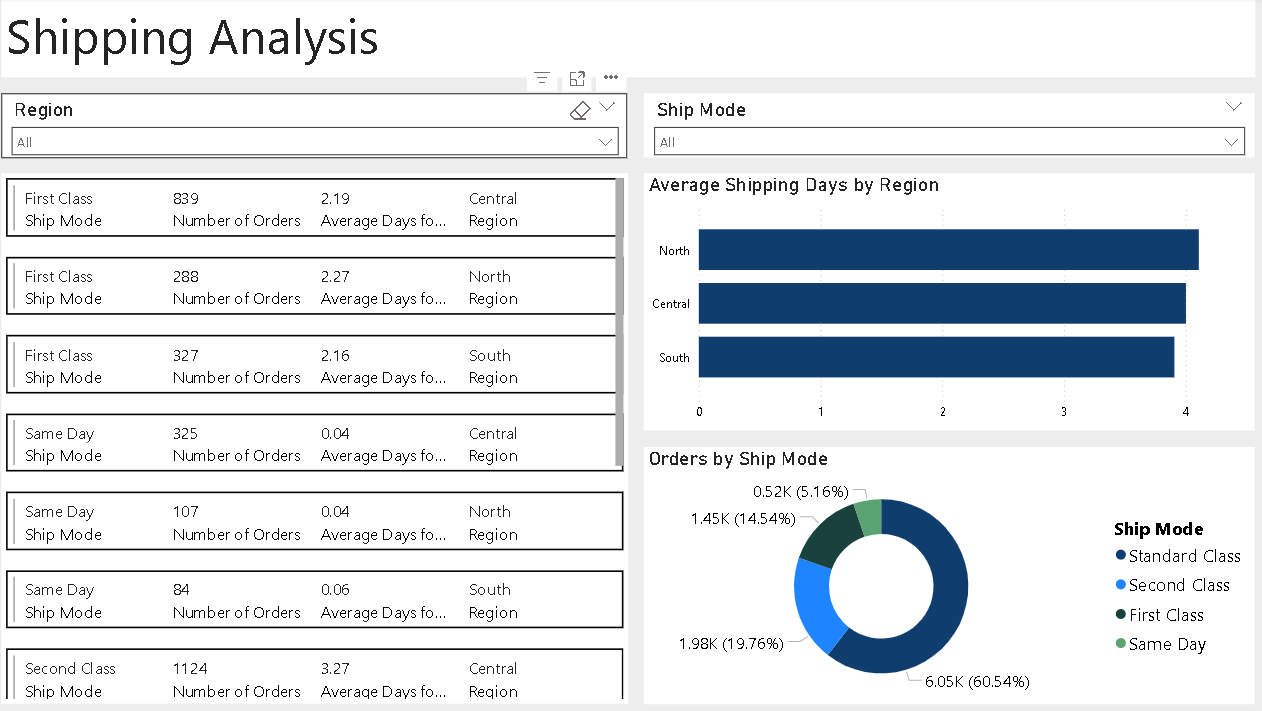 Shipping Analysis
Region
All
Ship Mode
All
First Class 839 2.19 Central
Ship Mode Number of Orders Average Days fo... Region
First Class 288 2.27 North
Ship Mode Number of Orders Average Days fo... Region
First Class 327 2.16 South
Ship Mode Number of Orders Average Days fo... Region
Same Day 325 0.04 Central
Ship Mode Number of Orders Average Days fo... Region
Same Day 107 0.04 North
Ship Mode Number of Orders Average Days fo... Region
Same Day 84 0.06 South
Ship Mode Number of Orders Average Days fo... Region
Second Class 1124 3.27 Central
Ship Mode Number of Orders Average Days fo... Region
Average Shipping Days by Region
North
Central
South
0 1 2 3 4
Orders by Ship Mode
0.52K (5.16%)
1.45K (14.54%)
1.98K (19.76%)
6.05K (60.54%)
Ship Mode
Standard Class
Second Class
First Class
Same Day